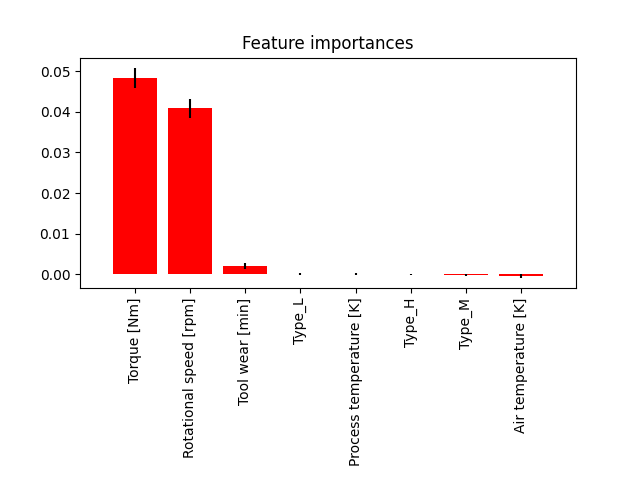 Feature importances
0.05
0.04
0.03
0.02
0.01
0.00
Torque [Nm]
Rotational speed [rpm]
Tool wear [min]
Type_L
Process temperature [K]
Type_H
Type_M
Air temperature [K]